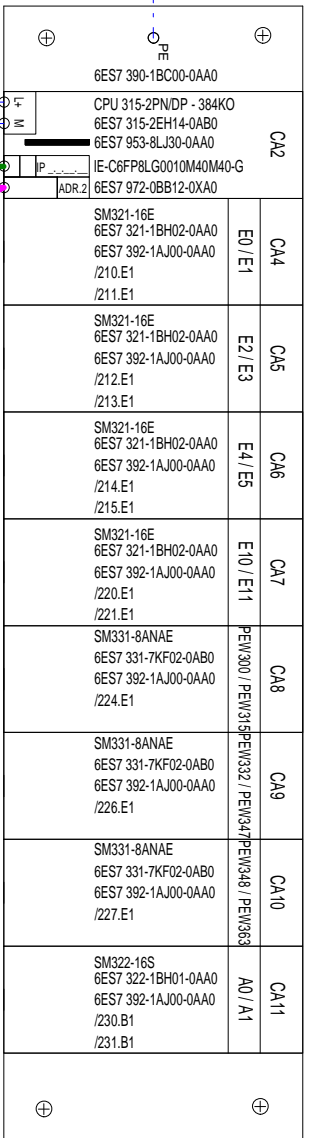 PE
6ES7 390-1BC00-0AA0
L+
M
CPU 315-2PN/DP - 384KO
6ES7 315-2EH14-0AB0
6ES7 953-8LJ30-0AA0
IP _._._._
IE-C6FP8LG0010M40M40-G
ADR.2
6ES7 972-0BB12-0XA0
CA2
SM321-16E
6ES7 321-1BH02-0AA0
6ES7 392-1AJ00-0AA0
/210.E1
/211.E1
E0 / E1
CA4
SM321-16E
6ES7 321-1BH02-0AA0
6ES7 392-1AJ00-0AA0
/212.E1
/213.E1
E2 / E3
CA5
SM321-16E
6ES7 321-1BH02-0AA0
6ES7 392-1AJ00-0AA0
/214.E1
/215.E1
E4 / E5
CA6
SM321-16E
6ES7 321-1BH02-0AA0
6ES7 392-1AJ00-0AA0
/220.E1
/221.E1
E10 / E11
CA7
SM331-8ANAE
6ES7 331-7KF02-0AB0
6ES7 392-1AJ00-0AA0
/224.E1
PEW300 / PEW315
CA8
SM331-8ANAE
6ES7 331-7KF02-0AB0
6ES7 392-1AJ00-0AA0
/226.E1
PEW332 / PEW347
CA9
SM331-8ANAE
6ES7 331-7KF02-0AB0
6ES7 392-1AJ00-0AA0
/227.E1
PEW348 / PEW363
CA10
SM322-16S
6ES7 322-1BH01-0AA0
6ES7 392-1AJ00-0AA0
/230.B1
/231.B1
A0 / A1
CA11